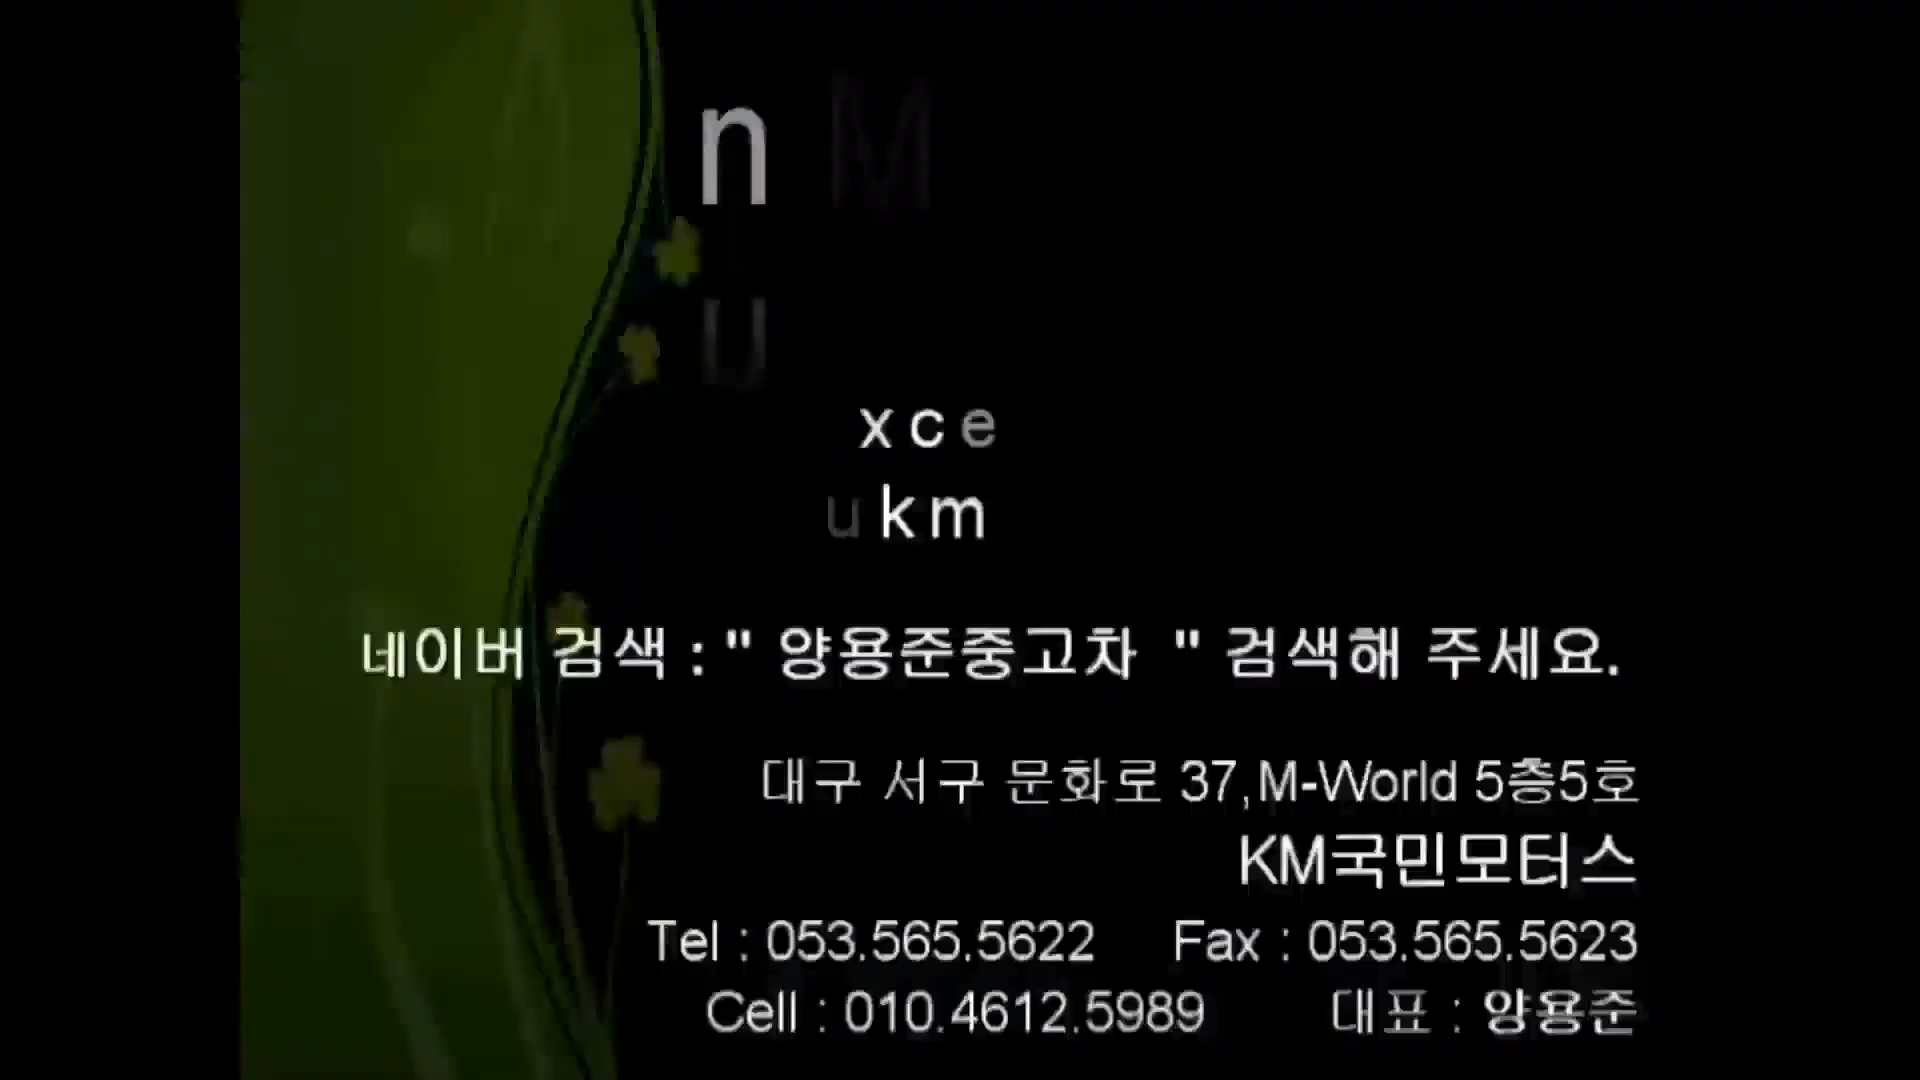 n M
u
xce
ukm
네이버 검색 : " 양용준중고차 " 검색해 주세요.
대구 서구 문화로 37,M-World 5층5호
KM국민모터스
Tel : 053.565.5622 Fax : 053.565.5623
Cell : 010.4612.5989 대표 : 양용준